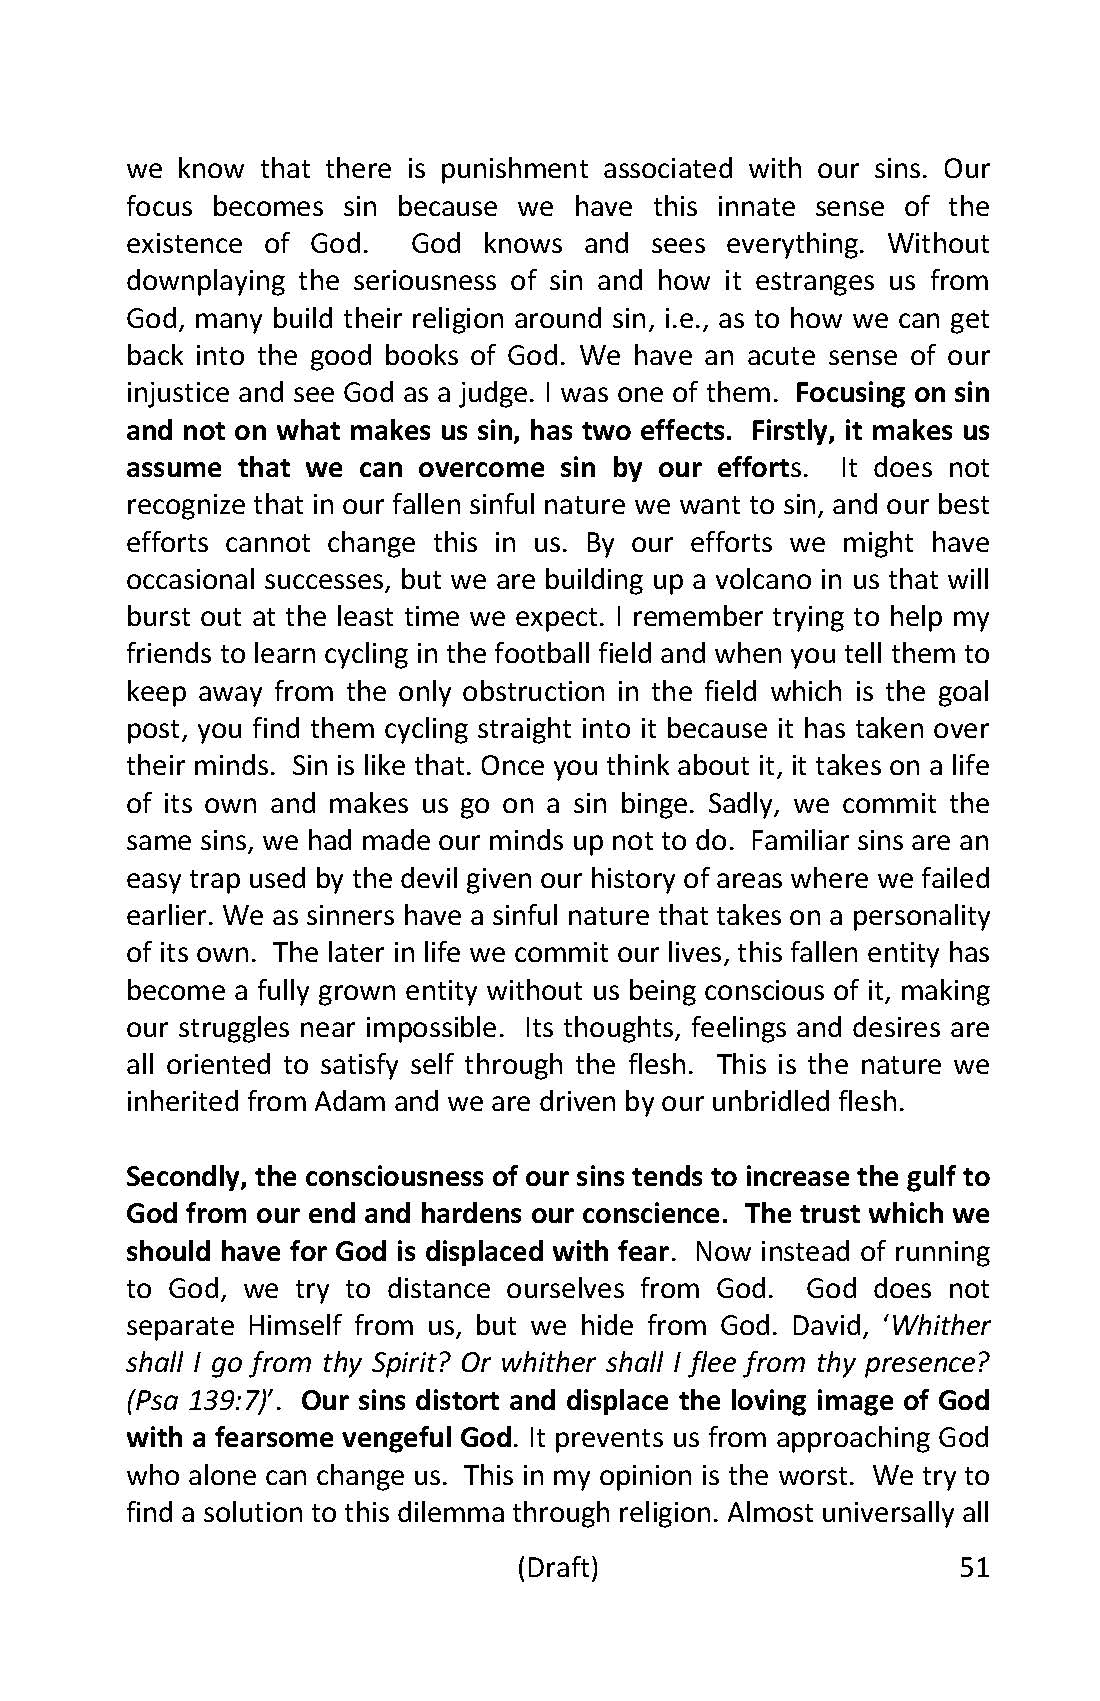 we know that there is punishment associated with our sins. Our
focus becomes sin because we have this innate sense of the
existence of God. God knows and sees everything. Without
downplaying the seriousness of sin and how it estranges us from
God, many build their religion around sin, i.e., as to how we can get
back into the good books of God. We have an acute sense of our
injustice and see God as a judge. I was one of them. Focusing on sin
and not on what makes us sin, has two effects. Firstly, it makes us
assume that we can overcome sin by our efforts. It does not
recognize that in our fallen sinful nature we want to sin, and our best
efforts cannot change this in us. By our efforts we might have
occasional successes, but we are building up a volcano in us that will
burst out at the least time we expect. I remember trying to help my
friends to learn cycling in the football field and when you tell them to
keep away from the only obstruction in the field which is the goal
post, you find them cycling straight into it because it has taken over
their minds. Sin is like that. Once you think about it, it takes on a life
of its own and makes us go on a sin binge. Sadly, we commit the
same sins, we had made our minds up not to do. Familiar sins are an
easy trap used by the devil given our history of areas where we failed
earlier. We as sinners have a sinful nature that takes on a personality
of its own. The later in life we commit our lives, this fallen entity has
become a fully grown entity without us being conscious of it, making
our struggles near impossible. Its thoughts, feelings and desires are
all oriented to satisfy self through the flesh. This is the nature we
inherited from Adam and we are driven by our unbridled flesh.
Secondly, the consciousness of our sins tends to increase the gulf to
God from our end and hardens our conscience. The trust which we
should have for God is displaced with fear. Now instead of running
to God, we try to distance ourselves from God. God does not
separate Himself from us, but we hide from God. David, ‘Whither
shall I go from thy Spirit? Or whither shall I flee from thy presence?
(Psa 139:7)’. Our sins distort and displace the loving image of God
with a fearsome vengeful God. It prevents us from approaching God
who alone can change us. This in my opinion is the worst. We try to
find a solution to this dilemma through religion. Almost universally all
(Draft) 51